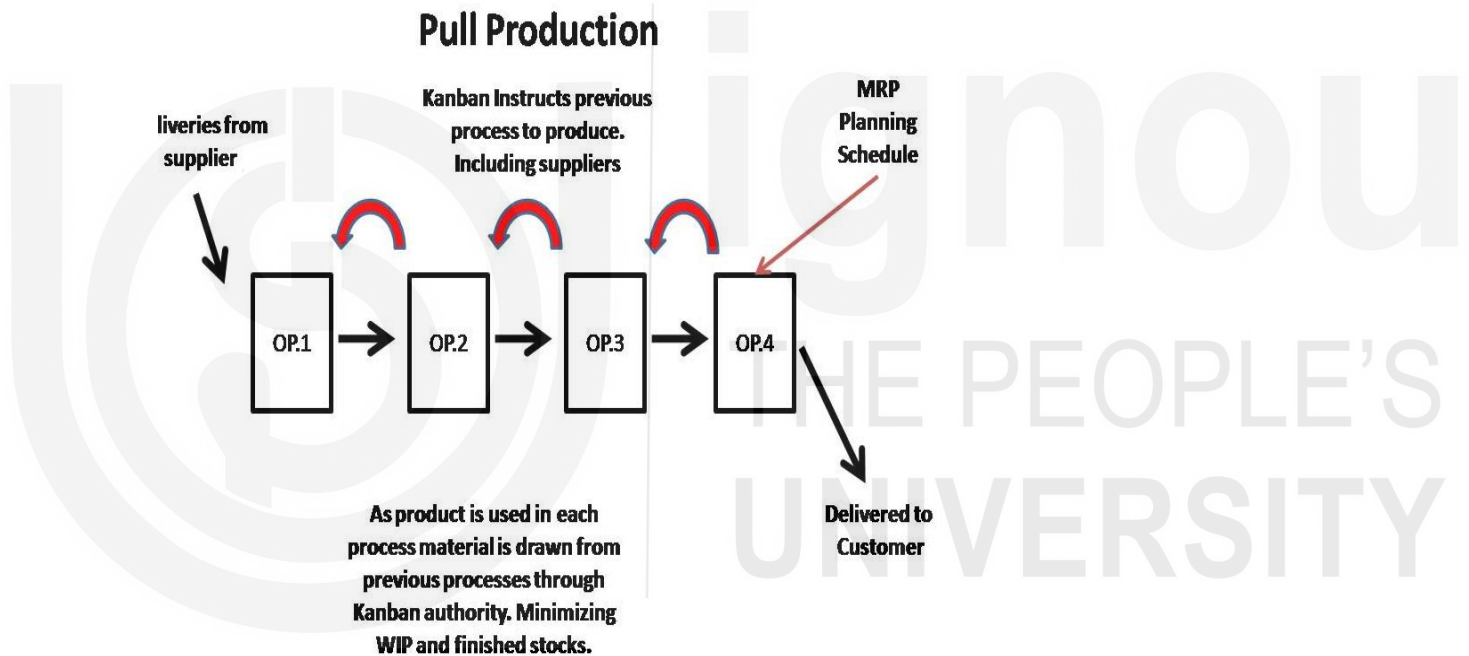 Pull Production
Kanban Instructs previous
process to produce.
Including suppliers
MRP
Planning
Schedule
liveries from
supplier
OP.1
OP.2
OP.3
OP.4
As product is used in each
process material is drawn from
previous processes through
Kanban authority. Minimizing
WIP and finished stocks.
Delivered to
Customer
ignou
THE PEOPLE'S
UNIVERSITY